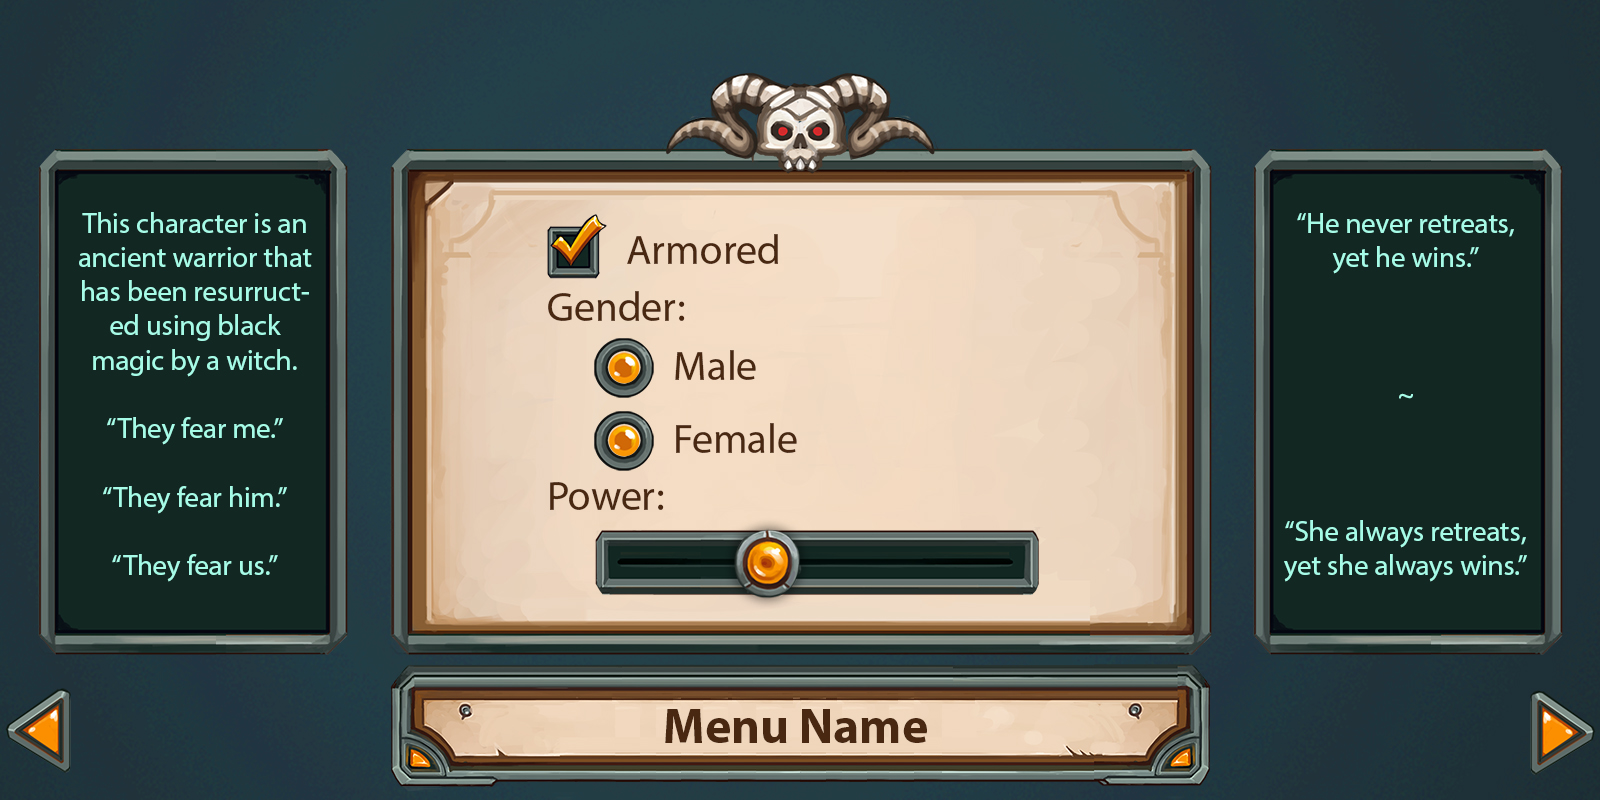 This character is an
ancient warrior that
has been resurruct-
ed using black
magic by a witch.
“They fear me.”
“They fear him.”
“They fear us.”
Armored
Gender:
Male
Female
Power:
“He never retreats,
yet he wins.”
~
“She always retreats,
yet she always wins.”
Menu Name